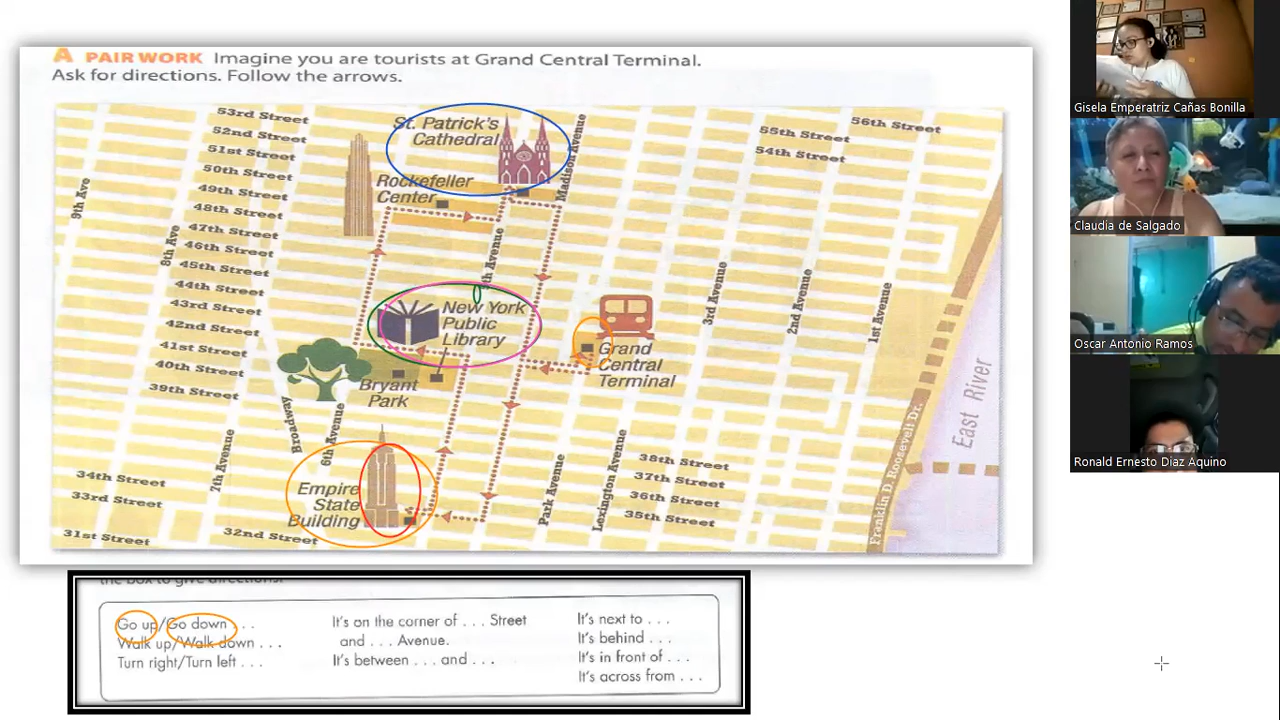 A PAIR WORK Imagine you are tourists at Grand Central Terminal.
Ask for directions. Follow the arrows.
53rd Street
52nd Street
51st Street
50th Street
49th Street
48th Street
47th Street
46th Street
45th Street
44th Street
43rd Street
42nd Street
41st Street
40th Street
39th Street
34th Street
33rd Street
31st Street
32nd Street
9th Ave
8th Ave
7th Avenue
Broadway
6th Avenue
St. Patrick's
Cathedral
Rockefeller
Center
5th Avenue
Madison Avenue
New York
Public
Library
Bryant
Park
Empire
State
Building
Grand
Central
Terminal
Park Avenue
Lexington Avenue
3rd Avenue
2nd Avenue
1st Avenue
56th Street
55th Street
54th Street
38th Street
37th Street
36th Street
35th Street
Franklin D. Roosevelt Dr.
East River
the box to give directions.
Go up/Go down . . .
Walk up/Walk down . . .
Turn right/Turn left . . .
It's on the corner of . . . Street
and . . . Avenue.
It's between . . . and . . .
It's next to . . .
It's behind . . .
It's in front of . . .
It's across from . . .
Gisela Emperatriz Cañas Bonilla
Claudia de Salgado
Oscar Antonio Ramos
Ronald Ernesto Diaz Aquino